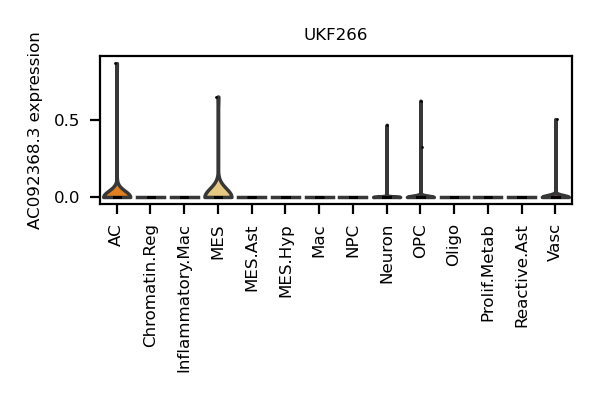 UKF266
AC092368.3 expression
0.5
0.0
AC
Chromatin.Reg
Inflammatory.Mac
MES
MES.Ast
MES.Hyp
Mac
NPC
Neuron
OPC
Oligo
Prolif.Metab
Reactive.Ast
Vasc